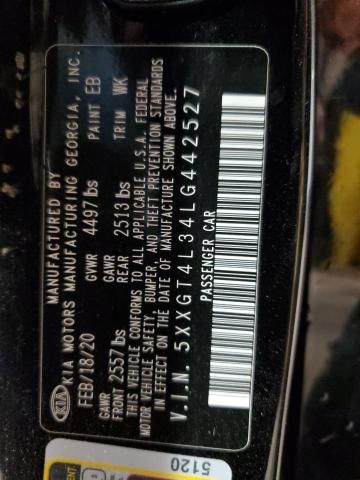 MANUFACTURED BY
KIA MOTORS MANUFACTURING GEORGIA, INC.
KIA
FEB/18/20 GVWR 4497 lbs PAINT EB
GAWR FRONT 2557 lbs GAWR REAR 2513 lbs TRIM WK
THIS VEHICLE CONFORMS TO ALL APPLICABLE U.S.A. FEDERAL
MOTOR VEHICLE SAFETY, BUMPER, AND THEFT PREVENTION STANDARDS
IN EFFECT ON THE DATE OF MANUFACTURE SHOWN ABOVE.
V.I.N. 5XXGT4L34LG442527
PASSENGER CAR
5120